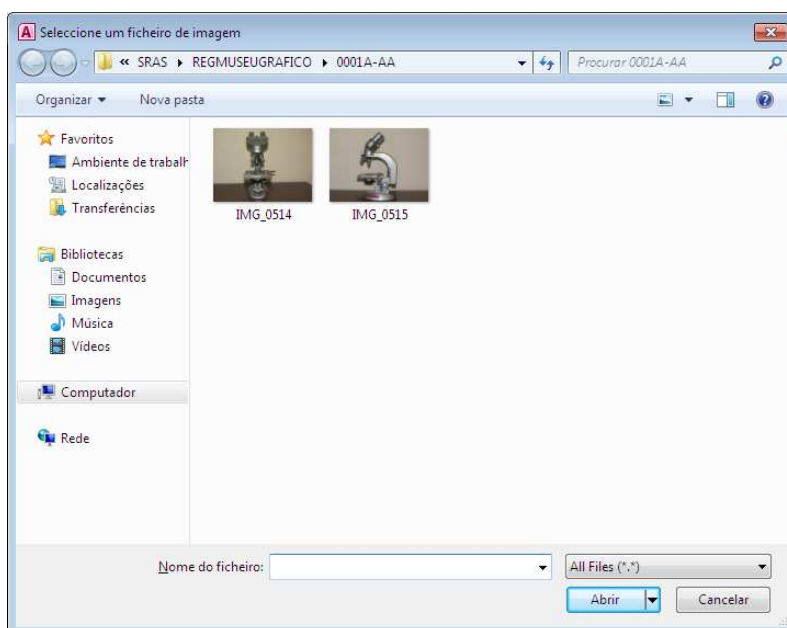 Seleccione um ficheiro de imagem
« SRAS ▸ REGMUSEUGRAFICO ▸ 0001A-AA
Procurar 0001A-AA
Organizar ▾ Nova pasta
Favoritos
Ambiente de trabalh
Localizações
Transferências
Bibliotecas
Documentos
Imagens
Música
Vídeos
Computador
Rede
IMG_0514 IMG_0515
Nome do ficheiro:
All Files (*.*)
Abrir Cancelar